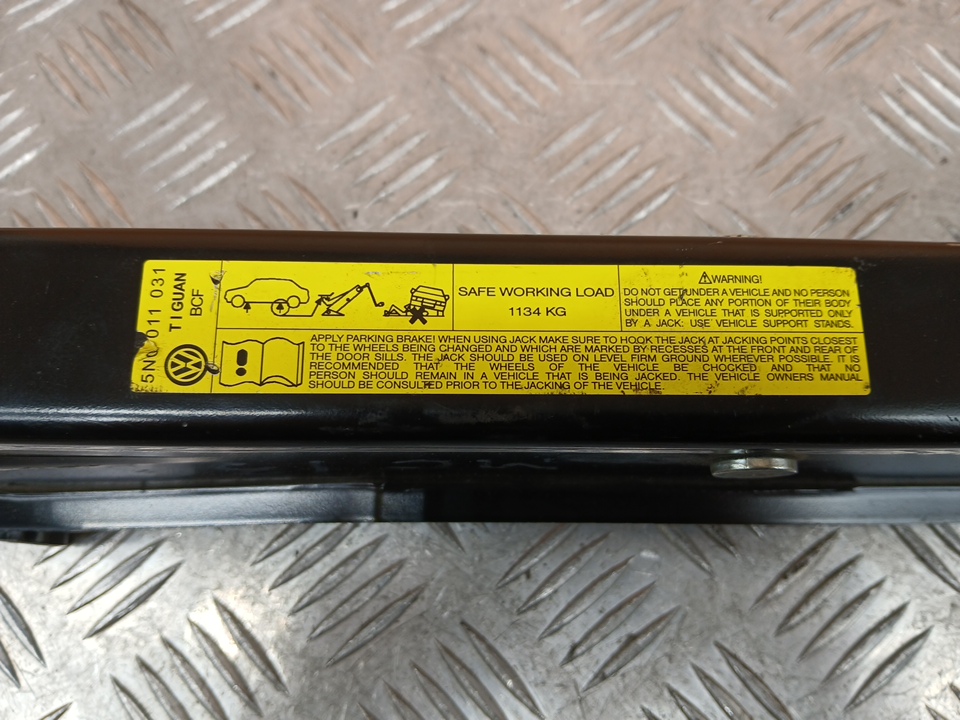 5N0 011 031
TIGUAN
BCF
SAFE WORKING LOAD
1134 KG
WARNING!
DO NOT GET UNDER A VEHICLE AND NO PERSON
SHOULD PLACE ANY PORTION OF THEIR BODY
UNDER A VEHICLE THAT IS SUPPORTED ONLY
BY A JACK: USE VEHICLE SUPPORT STANDS.
APPLY PARKING BRAKE! WHEN USING JACK MAKE SURE TO HOOK THE JACK AT JACKING POINTS CLOSEST
TO THE WHEELS BEING CHANGED AND WHICH ARE MARKED BY RECESSES AT THE FRONT AND REAR OF
THE DOOR SILLS. THE JACK SHOULD BE USED ON LEVEL FIRM GROUND WHEREVER POSSIBLE IT IS
RECOMMENDED THAT THE WHEELS OF THE VEHICLE BE CHOCKED AND THAT NO
PERSON SHOULD REMAIN IN A VEHICLE THAT IS BEING JACKED. THE VEHICLE OWNERS MANUAL
SHOULD BE CONSULTED PRIOR TO THE JACKING OF THE VEHICLE.